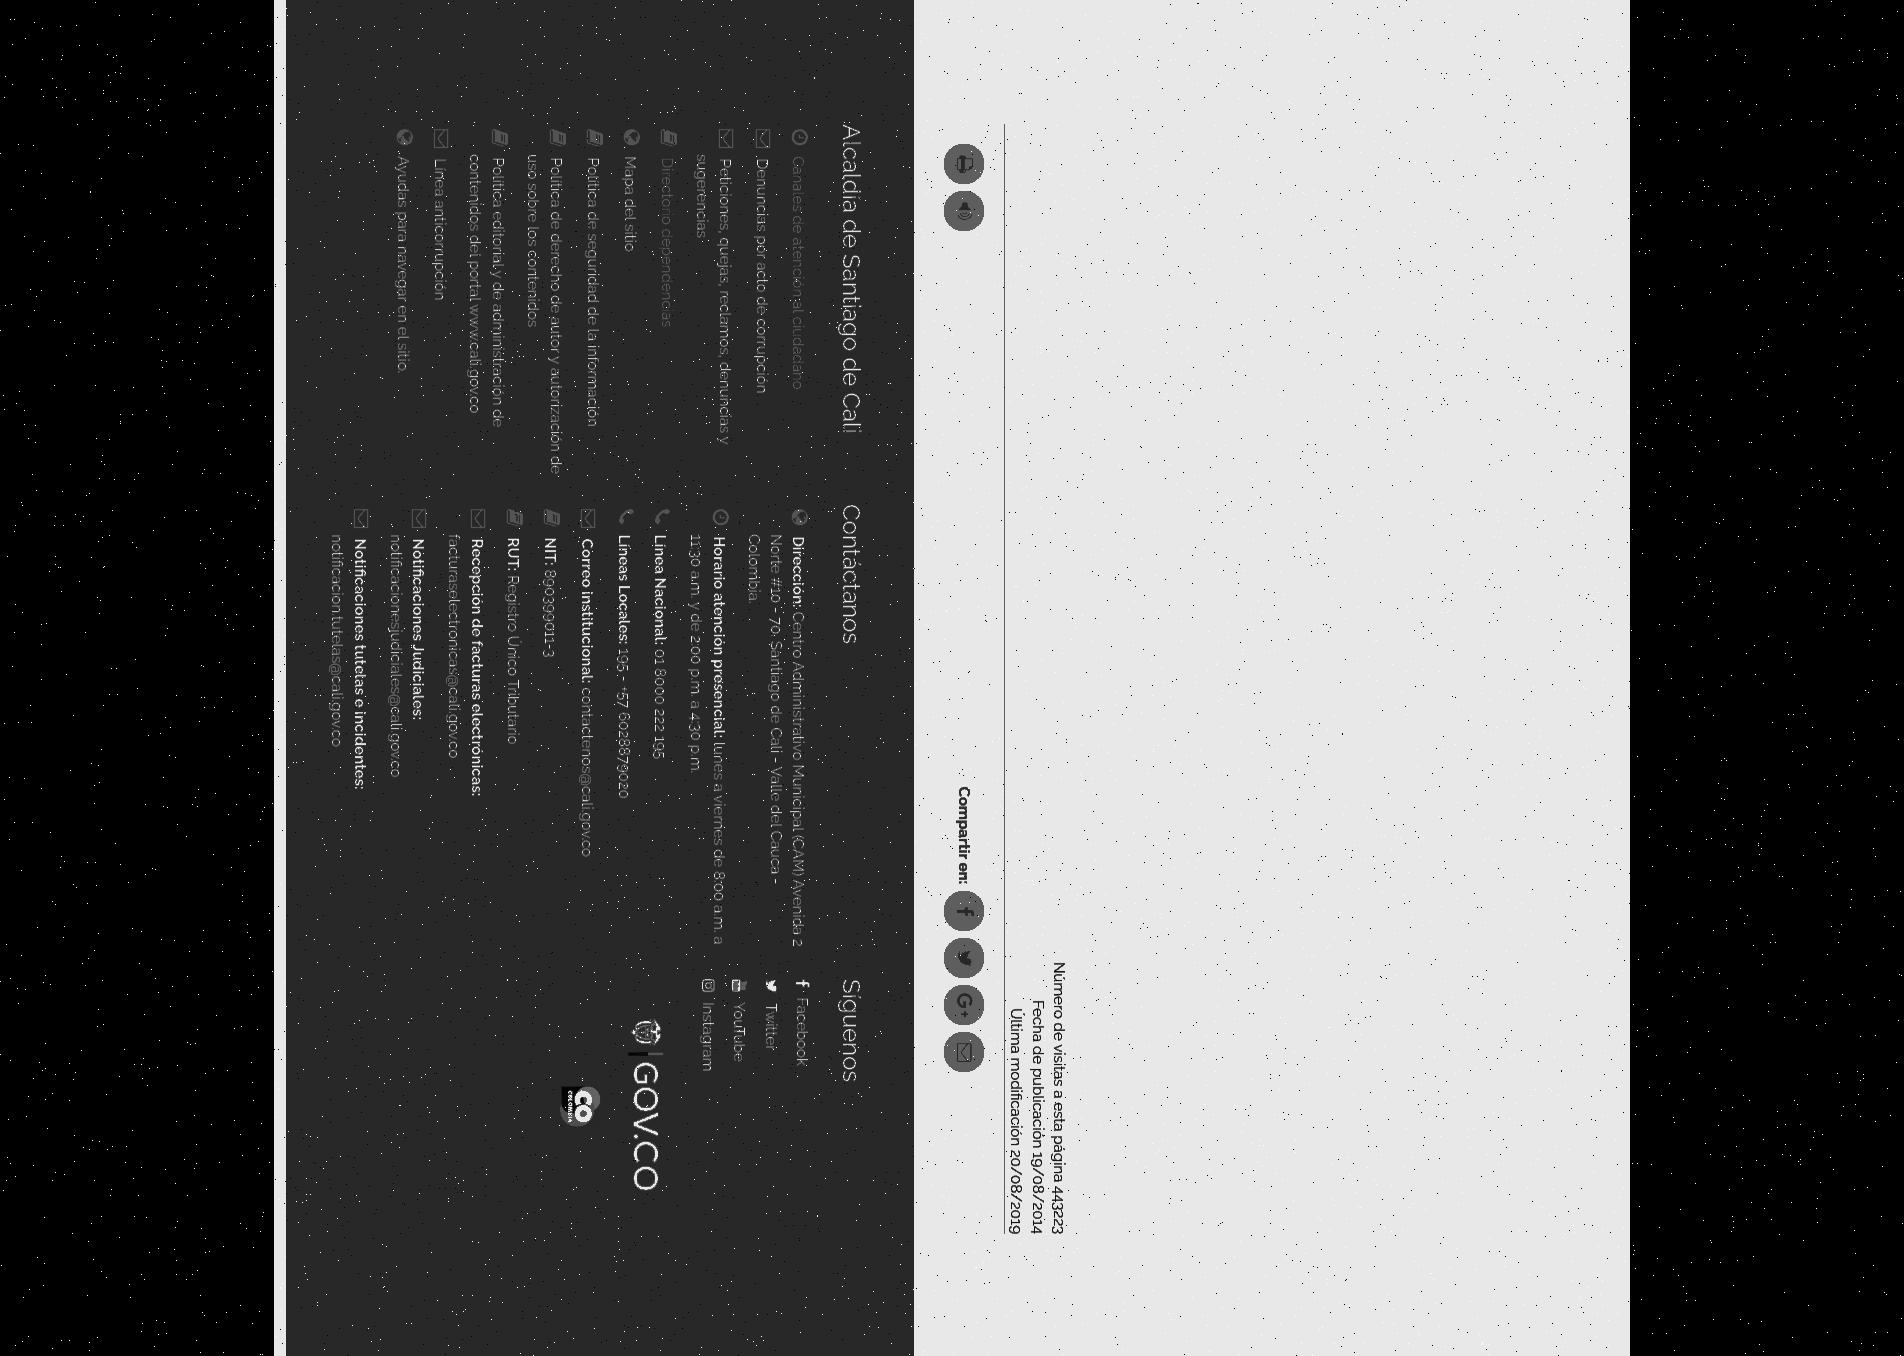 Número de visitas a esta página 443223
Fecha de publicación 19/08/2014
Última modificación 20/08/2019
Compartir en:
Alcaldía de Santiago de Cali
Canales de atención al ciudadano
Denuncias por acto de corrupción
Peticiones, quejas, reclamos, denuncias y
sugerencias
Directorio dependencias
Mapa del sitio
Política de seguridad de la información
Política de derecho de autor y autorización de
uso sobre los contenidos
Política editorial y de administración de
contenidos del portal www.cali.gov.co
Línea anticorrupción
Ayudas para navegar en el sitio.
Contáctanos
Dirección: Centro Administrativo Municipal (CAM) Avenida 2
Norte #10 - 70. Santiago de Cali - Valle del Cauca -
Colombia.
Horario atención presencial: lunes a viernes de 8:00 a.m. a
11:30 a.m. y de 2:00 p.m. a 4:30 p.m.
Línea Nacional: 01 8000 222 195
Líneas Locales: 195 - +57 6028879020
Correo institucional: contactenos@cali.gov.co
NIT: 890399011-3
RUT: Registro Único Tributario
Recepción de facturas electrónicas:
facturaselectronicas@cali.gov.co
Notificaciones Judiciales:
notificacionesjudiciales@cali.gov.co
Notificaciones tutelas e incidentes:
notificacion.tutelas@cali.gov.co
Síguenos
Facebook
Twitter
YouTube
Instagram
GOV.CO
CO
COLOMBIA